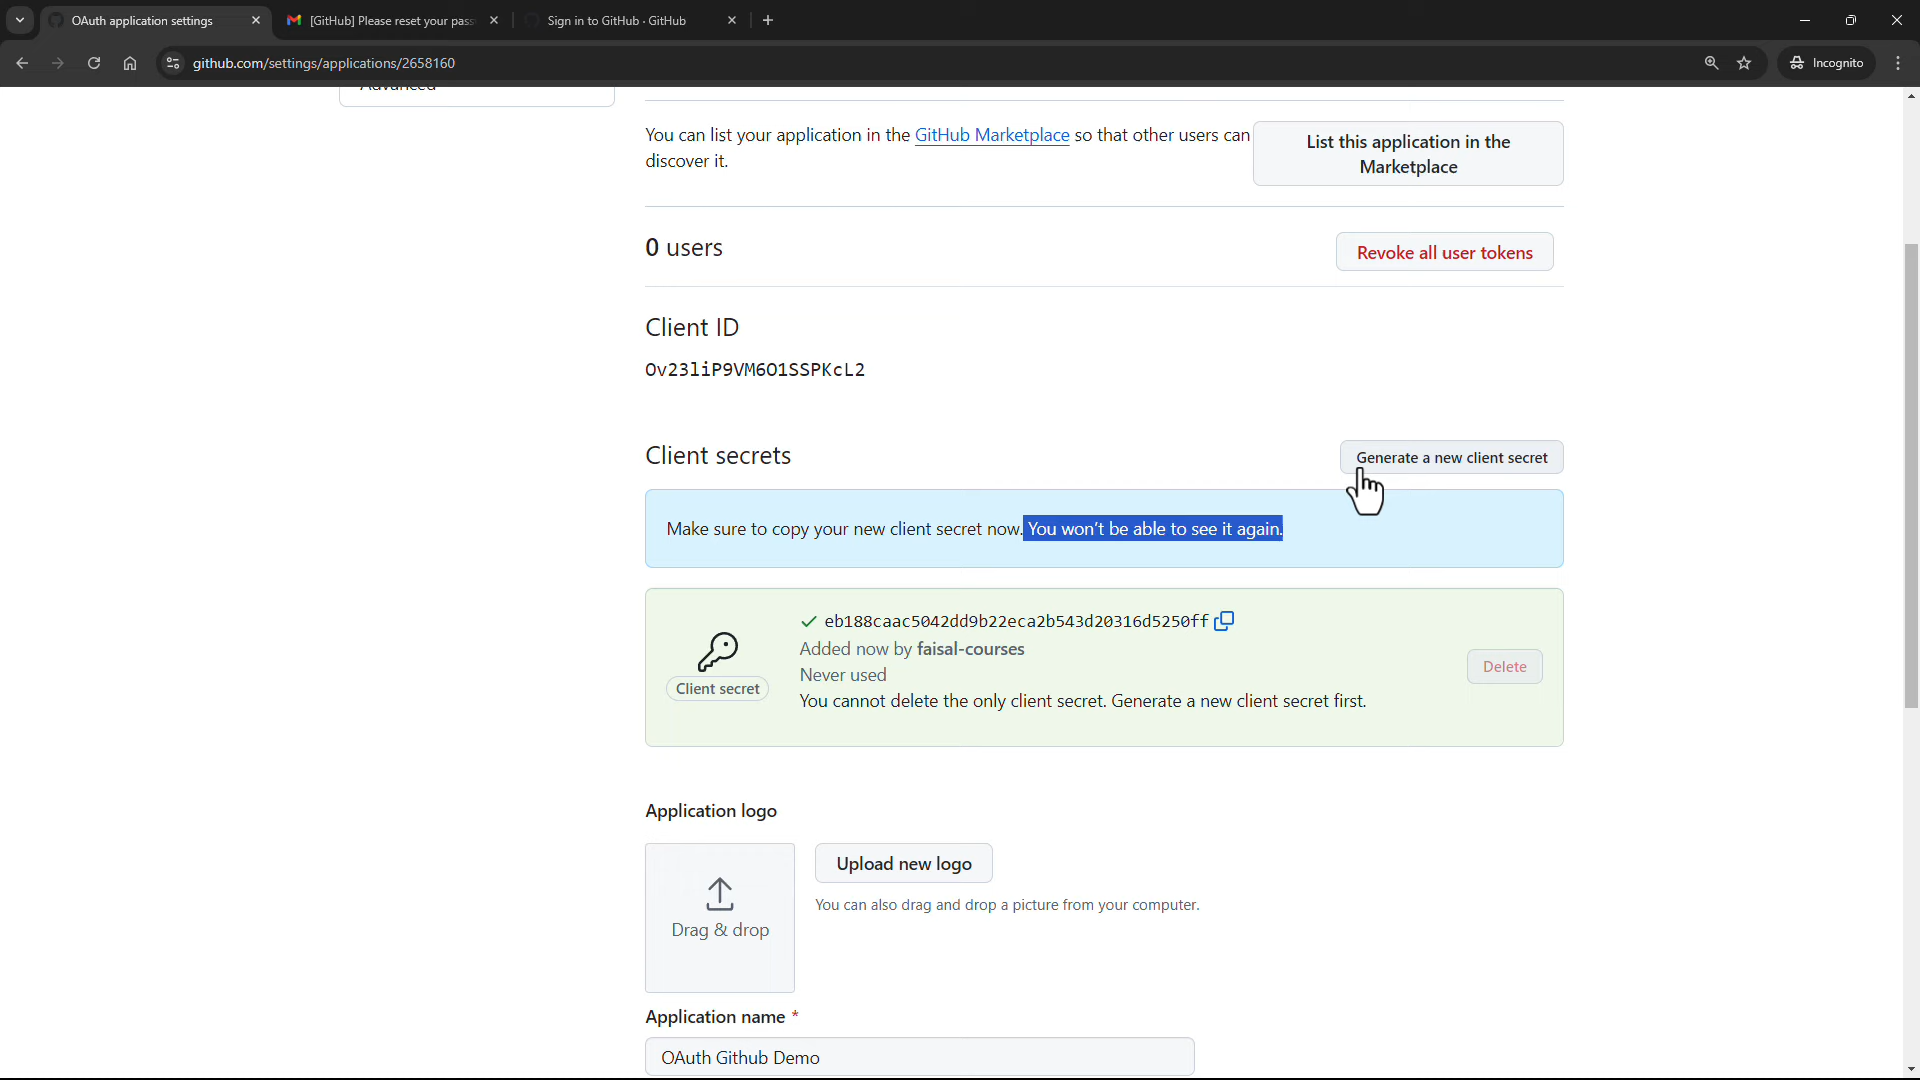 OAuth application settings
[GitHub] Please reset your pass
Sign in to GitHub · GitHub
github.com/settings/applications/2658160
Incognito
Advanced
You can list your application in the GitHub Marketplace so that other users can
discover it.
List this application in the
Marketplace
0 users
Revoke all user tokens
Client ID
Ov23liP9VM6O1SSPKcL2
Client secrets
Generate a new client secret
Make sure to copy your new client secret now. You won't be able to see it again.
eb188caac5042dd9b22eca2b543d20316d5250ff
Added now by faisal-courses
Never used
Client secret
You cannot delete the only client secret. Generate a new client secret first.
Delete
Application logo
Upload new logo
You can also drag and drop a picture from your computer.
Drag & drop
Application name *
OAuth Github Demo